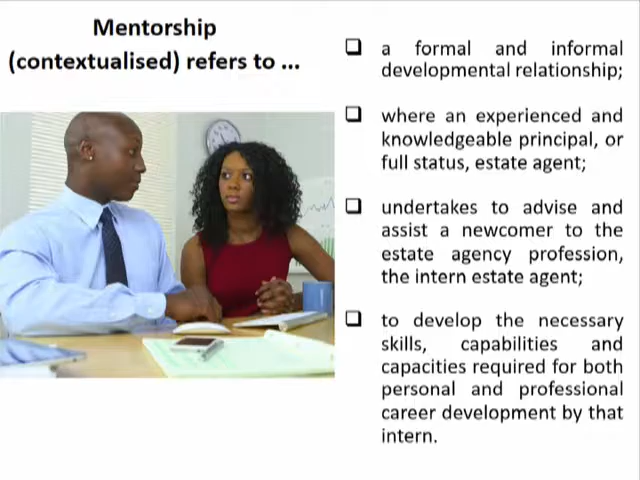 Mentorship
(contextualised) refers to ...
❑ a formal and informal
developmental relationship;
❑ where an experienced and
knowledgeable principal, or
full status, estate agent;
❑ undertakes to advise and
assist a newcomer to the
estate agency profession,
the intern estate agent;
❑ to develop the necessary
skills, capabilities and
capacities required for both
personal and professional
career development by that
intern.